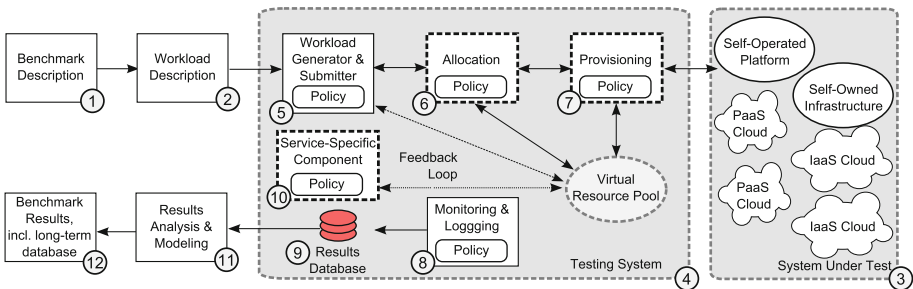 Benchmark
Description
1
Workload
Description
2
Workload
Generator &
Submitter
Policy
5
Allocation
Policy
6
Provisioning
Policy
7
Self-Operated
Platform
Self-Owned
Infrastructure
PaaS
Cloud
IaaS Cloud
PaaS
Cloud
IaaS Cloud
System Under Test
3
Service-Specific
Component
Policy
10
Feedback
Loop
Virtual
Resource Pool
Benchmark
Results,
incl. long-term
database
12
Results
Analysis &
Modeling
11
9
Results
Database
Monitoring &
Loggging
Policy
8
Testing System
4